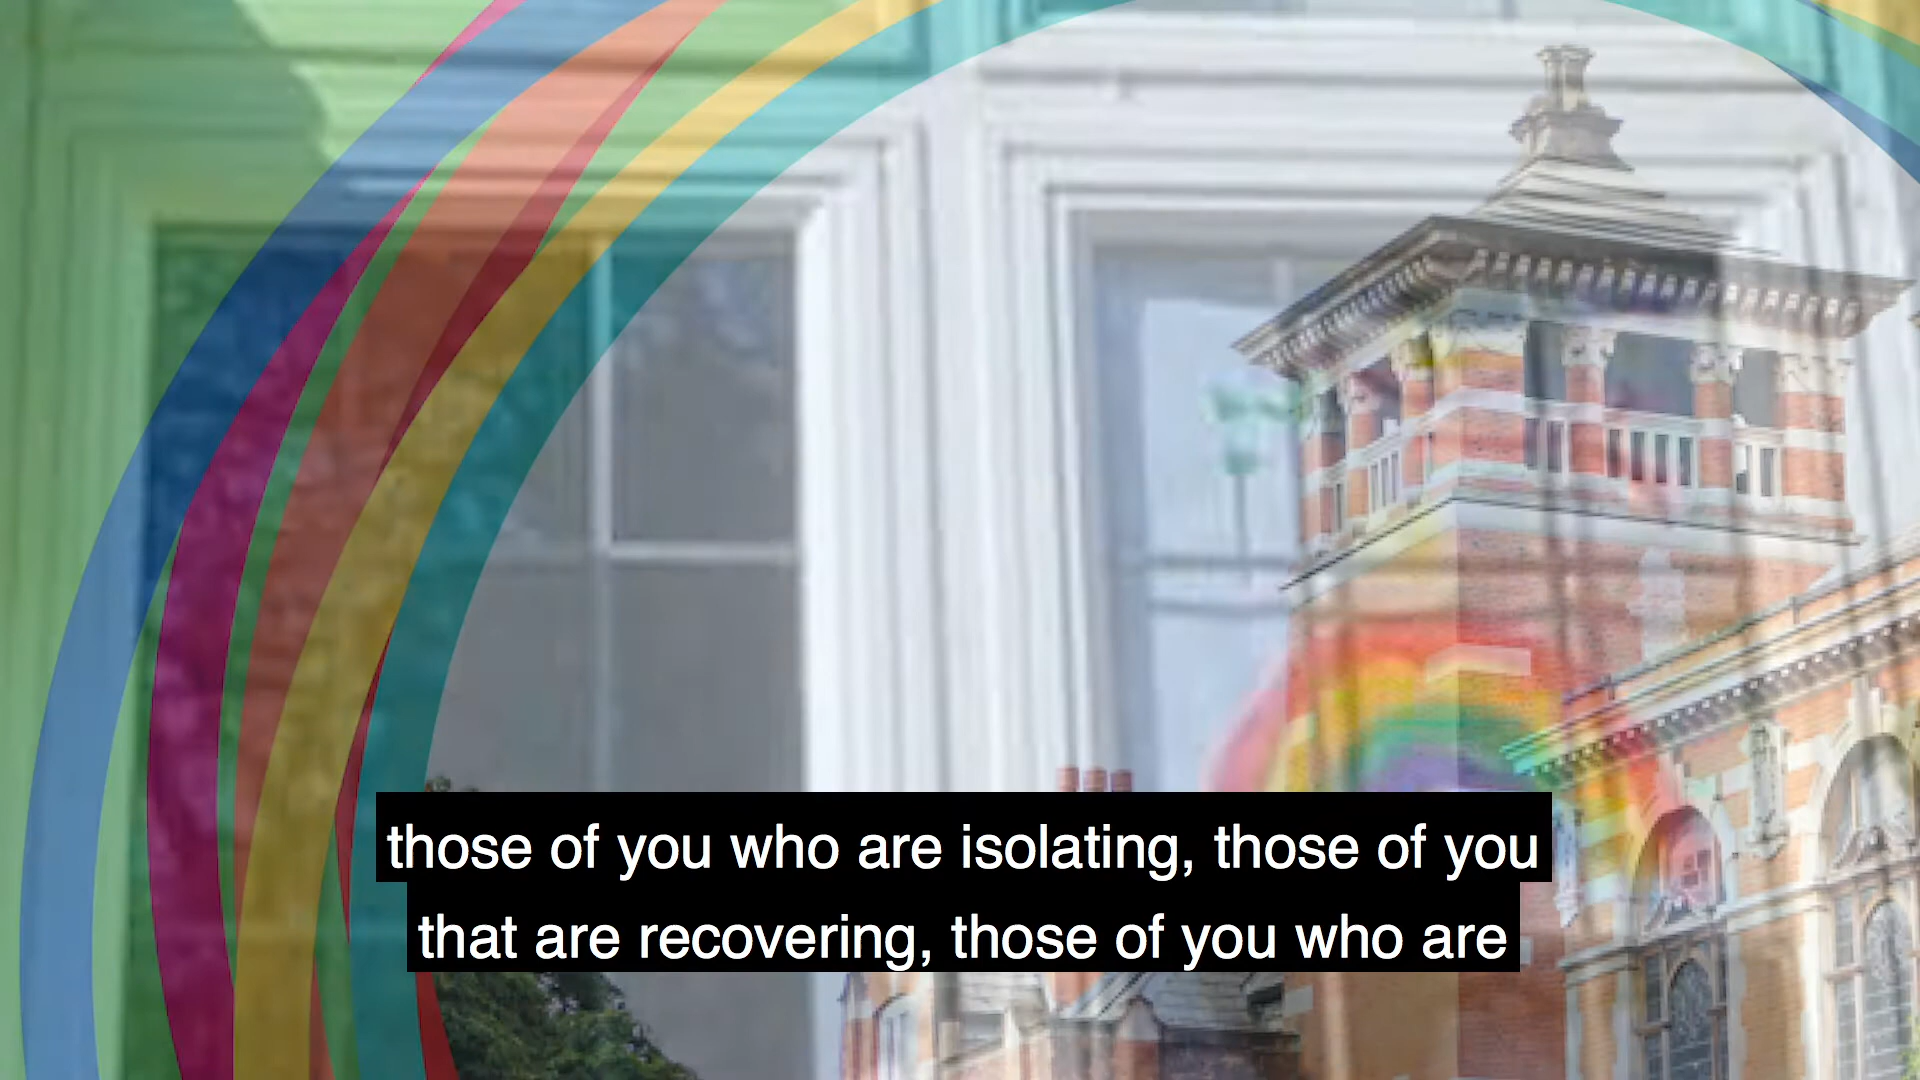 those of you who are isolating, those of you
that are recovering, those of you who are